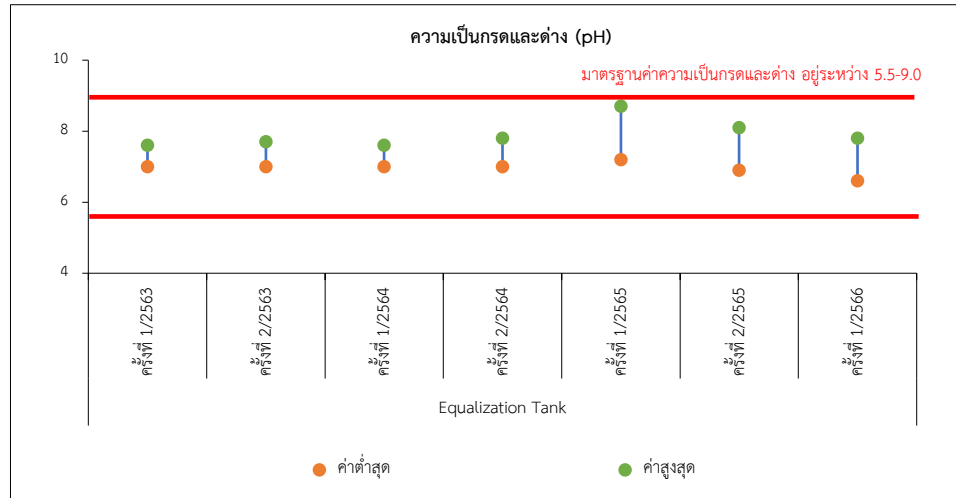 ความเป็นกรดและด่าง (pH)
มาตรฐานค่าความเป็นกรดและด่าง อยู่ระหว่าง 5.5-9.0
10
8
6
4
ครั้งที่ 1/2563
ครั้งที่ 2/2563
ครั้งที่ 1/2564
ครั้งที่ 2/2564
ครั้งที่ 1/2565
ครั้งที่ 2/2565
ครั้งที่ 1/2566
Equalization Tank
ค่าต่ำสุด
ค่าสูงสุด